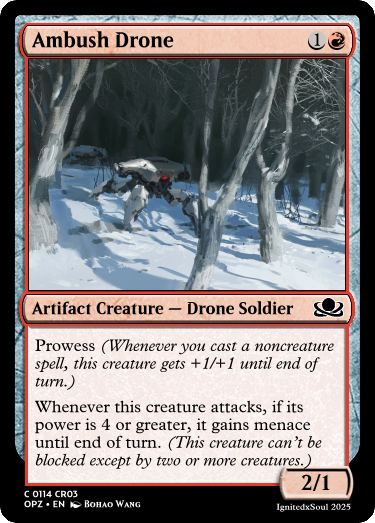 Ambush Drone 1
Artifact Creature — Drone Soldier
Prowess (Whenever you cast a noncreature
spell, this creature gets +1/+1 until end of
turn.)
Whenever this creature attacks, if its
power is 4 or greater, it gains menace
until end of turn. (This creature can't be
blocked except by two or more creatures.)
2/1
C 0114 CR03
OPZ • EN Bohao Wang
IgnitedxSoul 2025